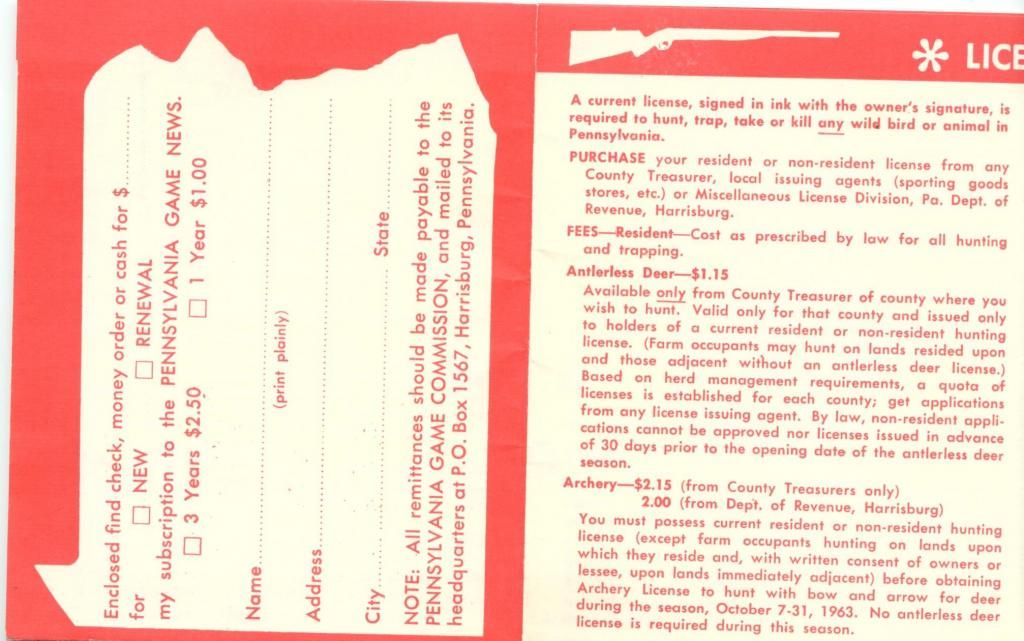 Enclosed find check, money order or cash for $
for □ NEW □ RENEWAL
my subscription to the PENNSYLVANIA GAME NEWS.
□ 3 Years $2.50 □ 1 Year $1.00
Name
(print plainly)
Address
City State
NOTE: All remittances should be made payable to the
PENNSYLVANIA GAME COMMISSION, and mailed to its
headquarters at P.O. Box 1567, Harrisburg, Pennsylvania.
* LICE
A current license, signed in ink with the owner's signature, is
required to hunt, trap, take or kill any wild bird or animal in
Pennsylvania.
PURCHASE your resident or non-resident license from any
County Treasurer, local issuing agents (sporting goods
stores, etc.) or Miscellaneous License Division, Pa. Dept. of
Revenue, Harrisburg.
FEES—Resident—Cost as prescribed by law for all hunting
and trapping.
Antlerless Deer—$1.15
Available only from County Treasurer of county where you
wish to hunt. Valid only for that county and issued only
to holders of a current resident or non-resident hunting
license. (Farm occupants may hunt on lands resided upon
and those adjacent without an antlerless deer license.)
Based on herd management requirements, a quota of
licenses is established for each county; get applications
from any license issuing agent. By law, non-resident appli-
cations cannot be approved nor licenses issued in advance
of 30 days prior to the opening date of the antlerless deer
season.
Archery—$2.15 (from County Treasurers only)
2.00 (from Dept. of Revenue, Harrisburg)
You must possess current resident or non-resident hunting
license (except farm occupants hunting on lands upon
which they reside and, with written consent of owners or
lessee, upon lands immediately adjacent) before obtaining
Archery License to hunt with bow and arrow for deer
during the season, October 7-31, 1963. No antlerless deer
license is required during this season.